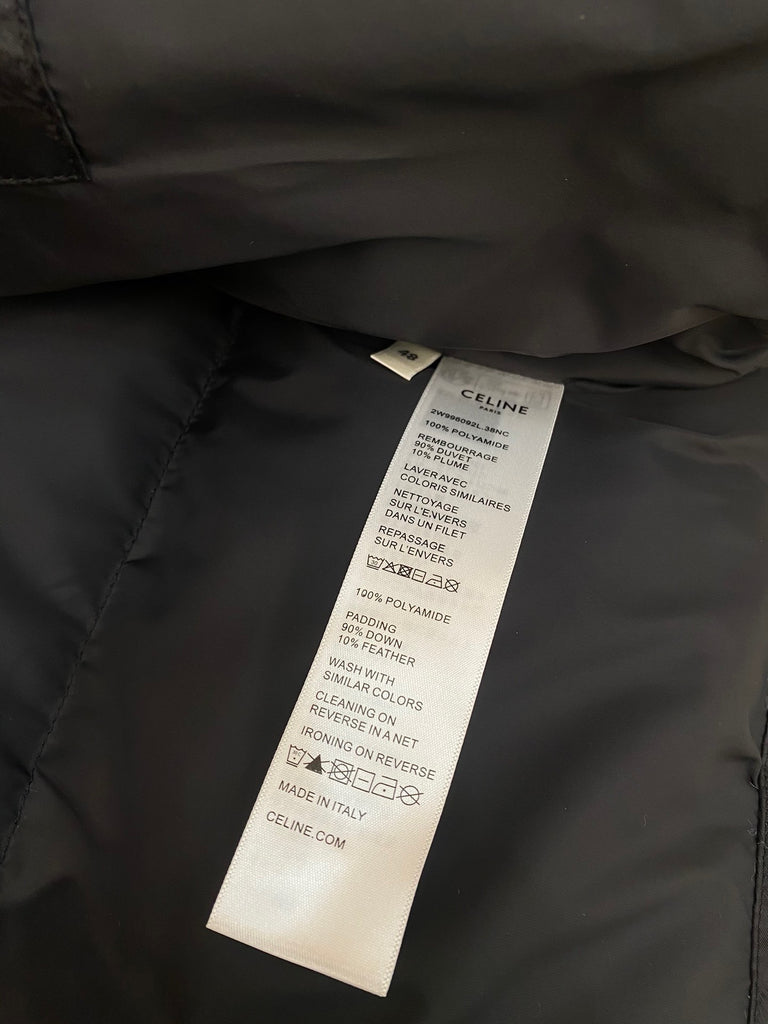 48
CELINE
PARIS
2W996092L.38NC
100% POLYAMIDE
REMBOURRAGE
90% DUVET
10% PLUME
LAVER AVEC
COLORIS SIMILAIRES
NETTOYAGE
SUR L'ENVERS
DANS UN FILET
REPASSAGE
SUR L'ENVERS
100% POLYAMIDE
PADDING
90% DOWN
10% FEATHER
WASH WITH
SIMILAR COLORS
CLEANING ON
REVERSE IN A NET
IRONING ON REVERSE
MADE IN ITALY
CELINE.COM